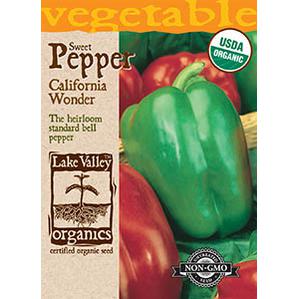 vegetable
Sweet
Pepper
California
Wonder
The heirloom
standard bell
pepper
USDA
ORGANIC
Lake Valley
organics
certified organic seed
NON-GMO